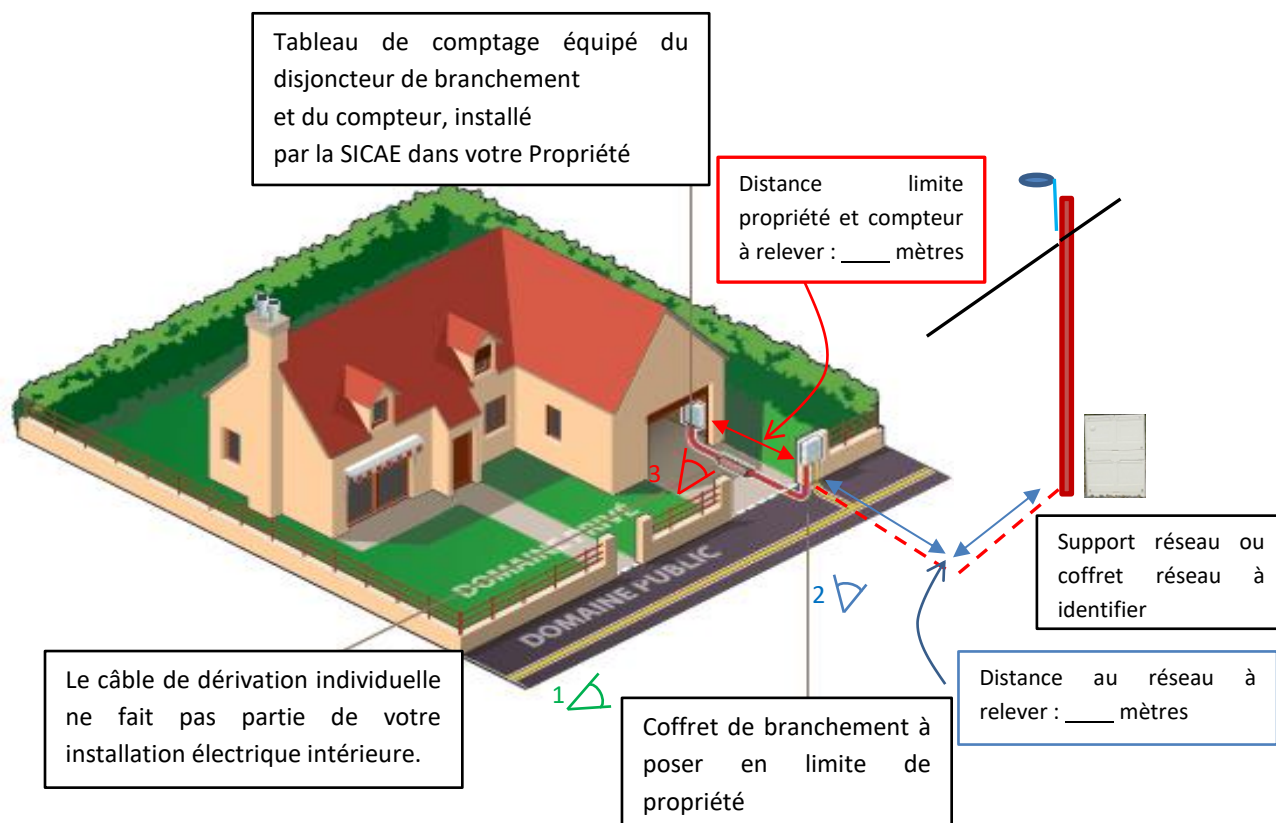 Tableau de comptage équipé du
disjoncteur de branchement
et du compteur, installé
par la SICAE dans votre Propriété
Distance limite
propriété et compteur
à relever : ____ mètres
3
DOMAINE PRIVÉ
DOMAINE PUBLIC
2
1
Support réseau ou
coffret réseau à
identifier
Le câble de dérivation individuelle
ne fait pas partie de votre
installation électrique intérieure.
Coffret de branchement à
poser en limite de
propriété
Distance au réseau à
relever : ____ mètres